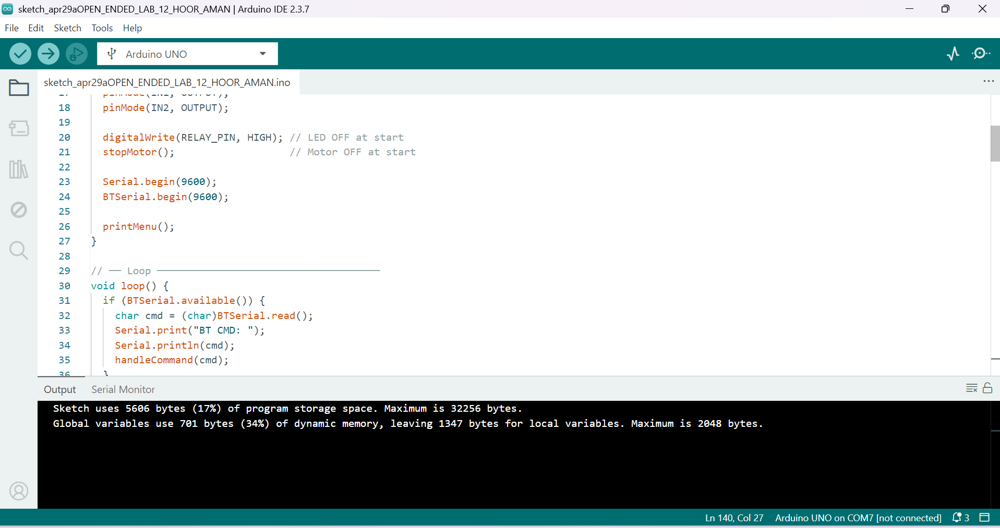 sketch_apr29aOPEN_ENDED_LAB_12_HOOR_AMAN | Arduino IDE 2.3.7
File Edit Sketch Tools Help
Arduino UNO
sketch_apr29aOPEN_ENDED_LAB_12_HOOR_AMAN.ino
17 pinMode(IN1, OUTPUT);
18 pinMode(IN2, OUTPUT);
19
20 digitalWrite(RELAY_PIN, HIGH); // LED OFF at start
21 stopMotor(); // Motor OFF at start
22
23 Serial.begin(9600);
24 BTSerial.begin(9600);
25
26 printMenu();
27 }
28
29 // ── Loop ─────────────────────────────────────
30 void loop() {
31 if (BTSerial.available()) {
32 char cmd = (char)BTSerial.read();
33 Serial.print("BT CMD: ");
34 Serial.println(cmd);
35 handleCommand(cmd);
36 }
Output Serial Monitor
Sketch uses 5606 bytes (17%) of program storage space. Maximum is 32256 bytes.
Global variables use 701 bytes (34%) of dynamic memory, leaving 1347 bytes for local variables. Maximum is 2048 bytes.
Ln 140, Col 27 Arduino UNO on COM7 [not connected] 3